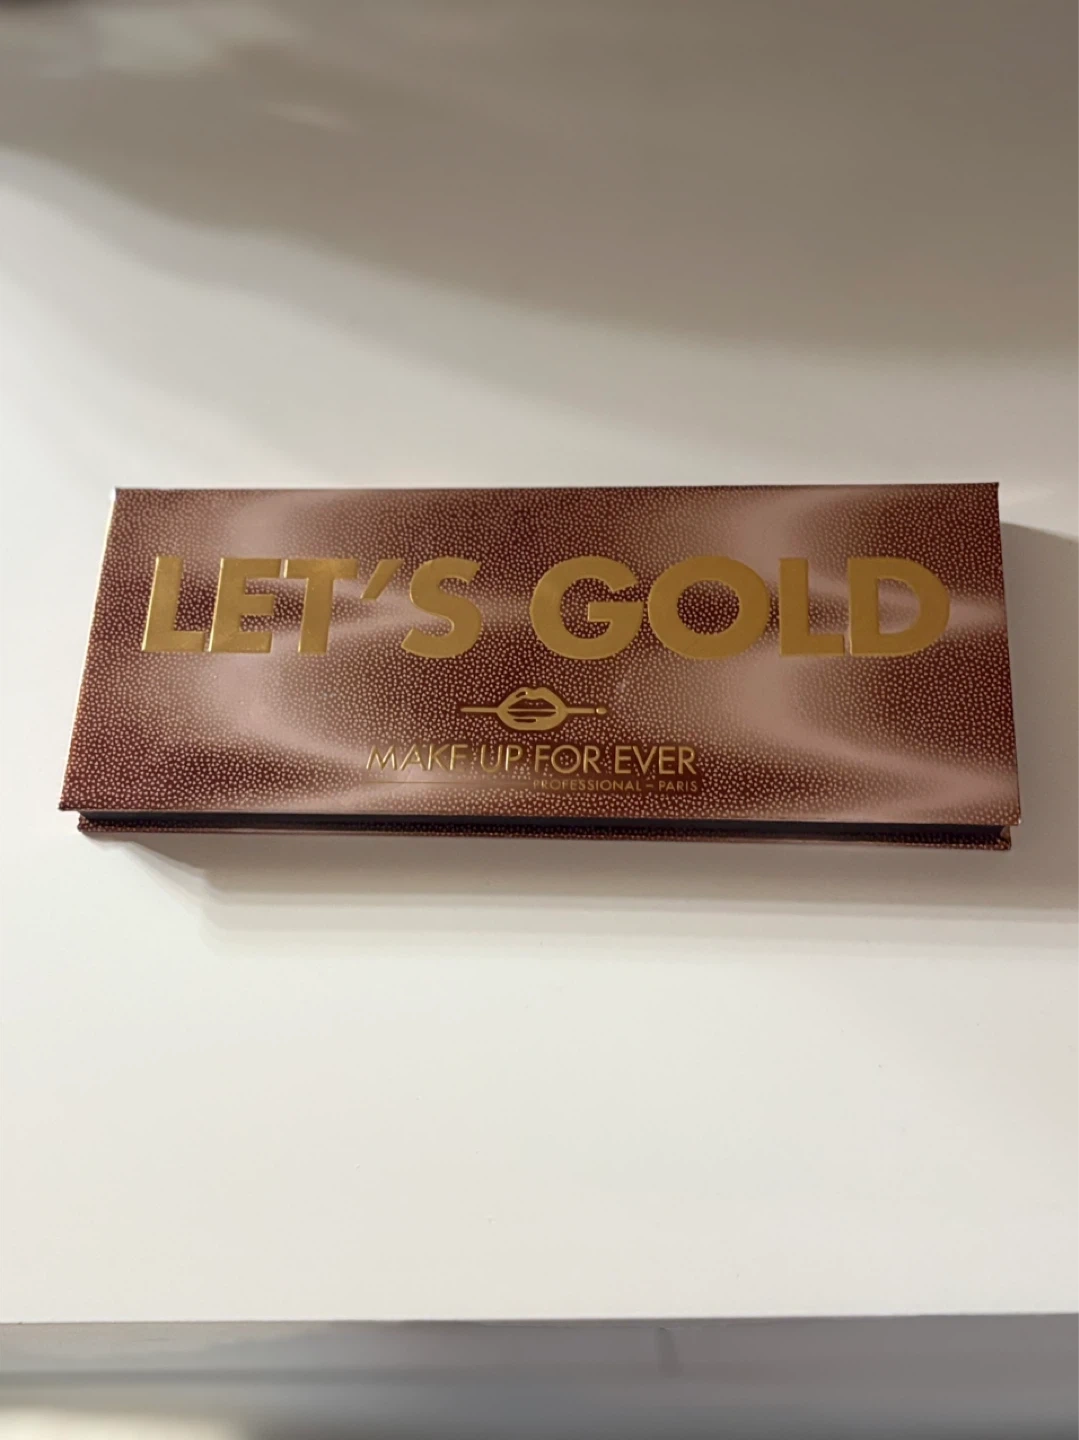 LET'S GOLD
MAKE UP FOR EVER
PROFESSIONAL – PARIS